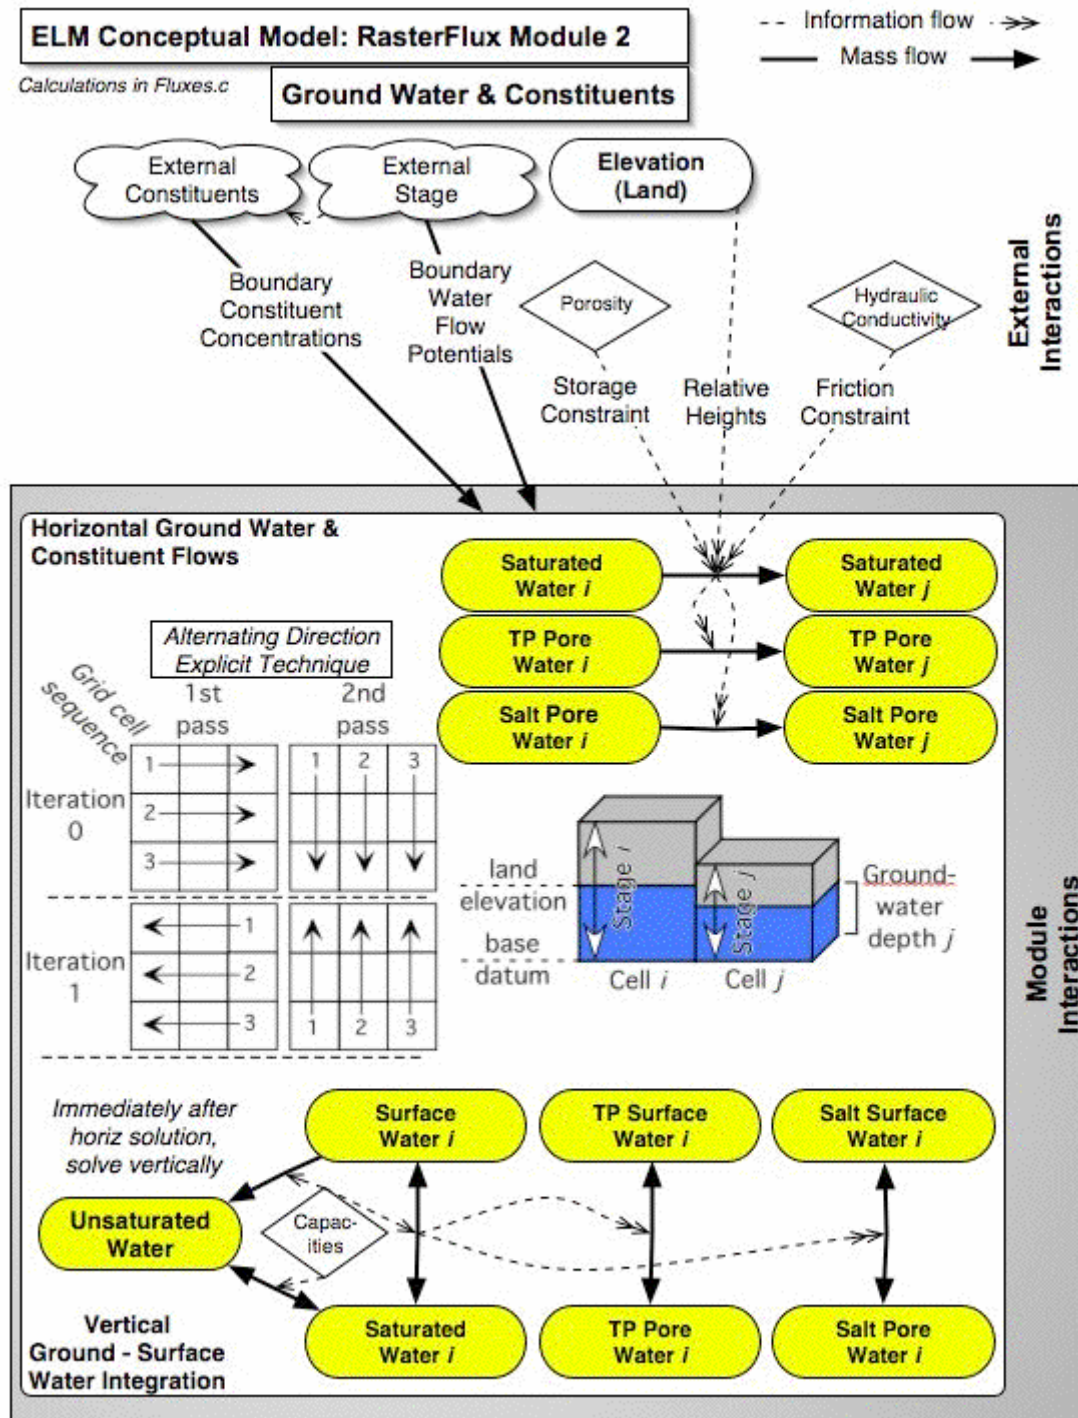 ELM Conceptual Model: RasterFlux Module 2
Calculations in Fluxes.c
Ground Water & Constituents
Information flow
Mass flow
External
Constituents
External
Stage
Elevation
(Land)
Boundary
Constituent
Concentrations
Boundary
Water
Flow
Potentials
Porosity
Hydraulic
Conductivity
Storage
Constraint
Relative
Heights
Friction
Constraint
External
Interactions
Horizontal Ground Water &
Constituent Flows
Saturated
Water i
Saturated
Water j
TP Pore
Water i
TP Pore
Water j
Salt Pore
Water i
Salt Pore
Water j
Alternating Direction
Explicit Technique
Grid cell
sequence
1st
pass
2nd
pass
Iteration
0
1
2
3
1 2 3
Iteration
1
1
2
3
1 2 3
land
elevation
base
datum
Stage i
Stage j
Cell i
Cell j
Ground-
water
depth j
Module
Interactions
Immediately after
horiz solution,
solve vertically
Surface
Water i
TP Surface
Water i
Salt Surface
Water i
Unsaturated
Water
Capac-
ities
Saturated
Water i
TP Pore
Water i
Salt Pore
Water i
Vertical
Ground - Surface
Water Integration